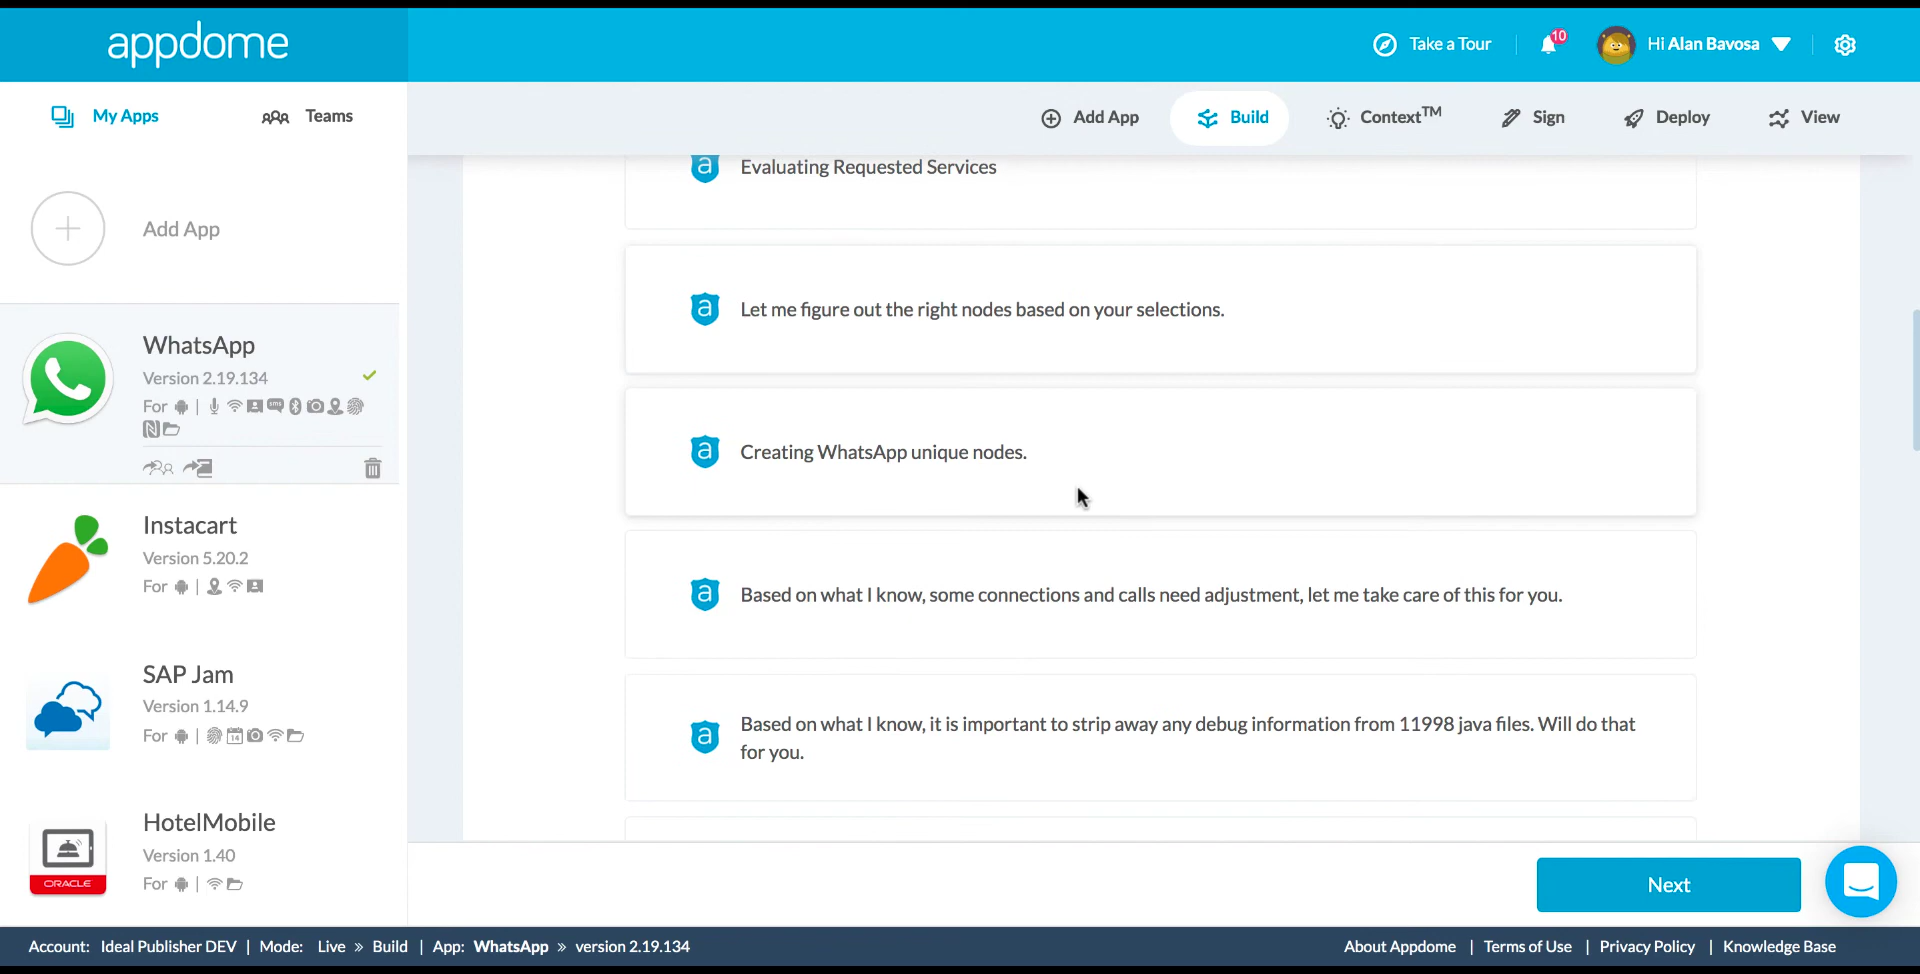 appdome
Take a Tour
10
Hi Alan Bavosa
My Apps
Teams
Add App
Build
Context™
Sign
Deploy
View
Add App
WhatsApp
Version 2.19.134
For
Instacart
Version 5.20.2
For
SAP Jam
Version 1.14.9
For
14
HotelMobile
Version 1.40
For
ORACLE
a Evaluating Requested Services
a Let me figure out the right nodes based on your selections.
a Creating WhatsApp unique nodes.
a Based on what I know, some connections and calls need adjustment, let me take care of this for you.
a Based on what I know, it is important to strip away any debug information from 11998 java files. Will do that
for you.
Next
Account: Ideal Publisher DEV | Mode: Live » Build | App: WhatsApp » version 2.19.134
About Appdome | Terms of Use | Privacy Policy | Knowledge Base